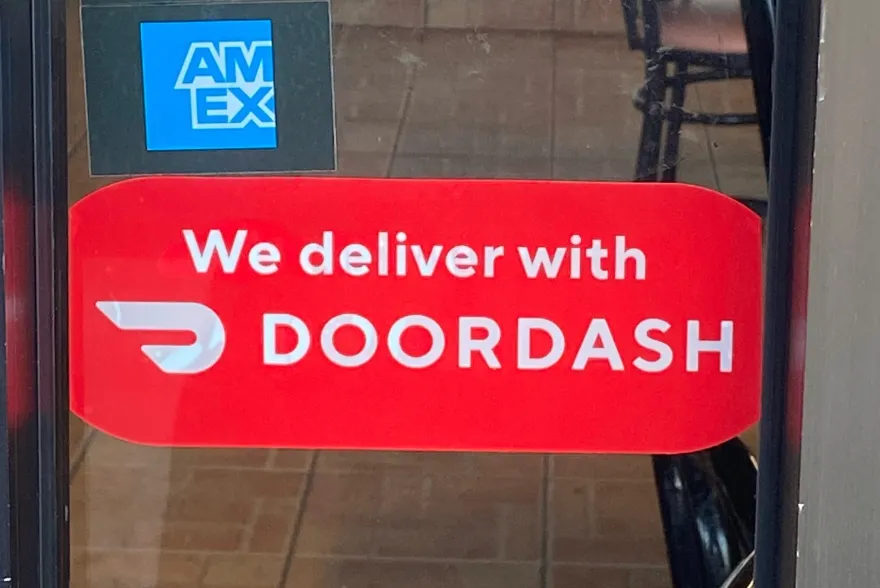 AM
EX
We deliver with
DOORDASH